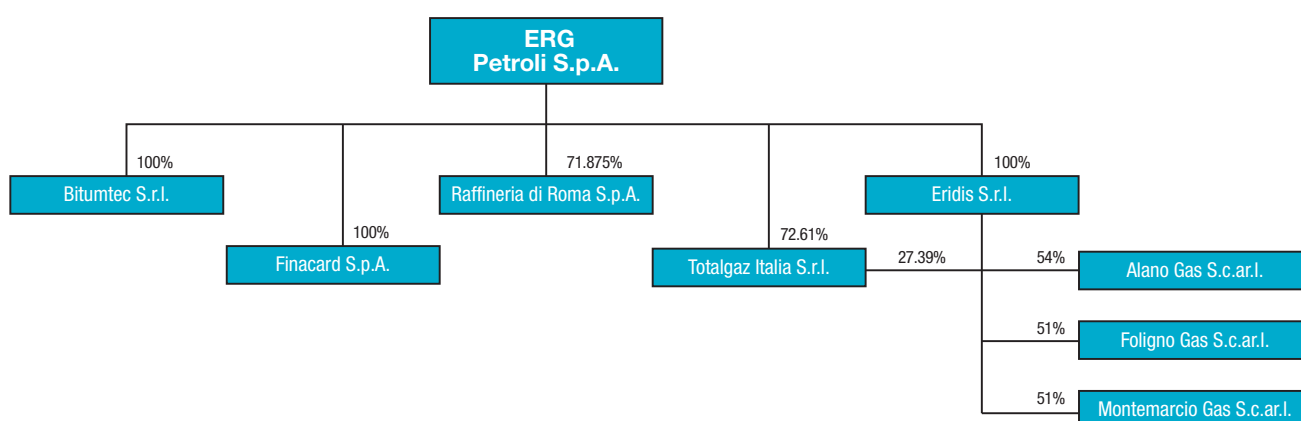 ERG
Petroli S.p.A.
100%
71.875%
100%
Bitumtec S.r.l.
Raffineria di Roma S.p.A.
Eridis S.r.l.
100%
72.61%
Finacard S.p.A.
Totalgaz Italia S.r.l.
27.39%
54%
Alano Gas S.c.ar.l.
51%
Foligno Gas S.c.ar.l.
51%
Montemarcio Gas S.c.ar.l.